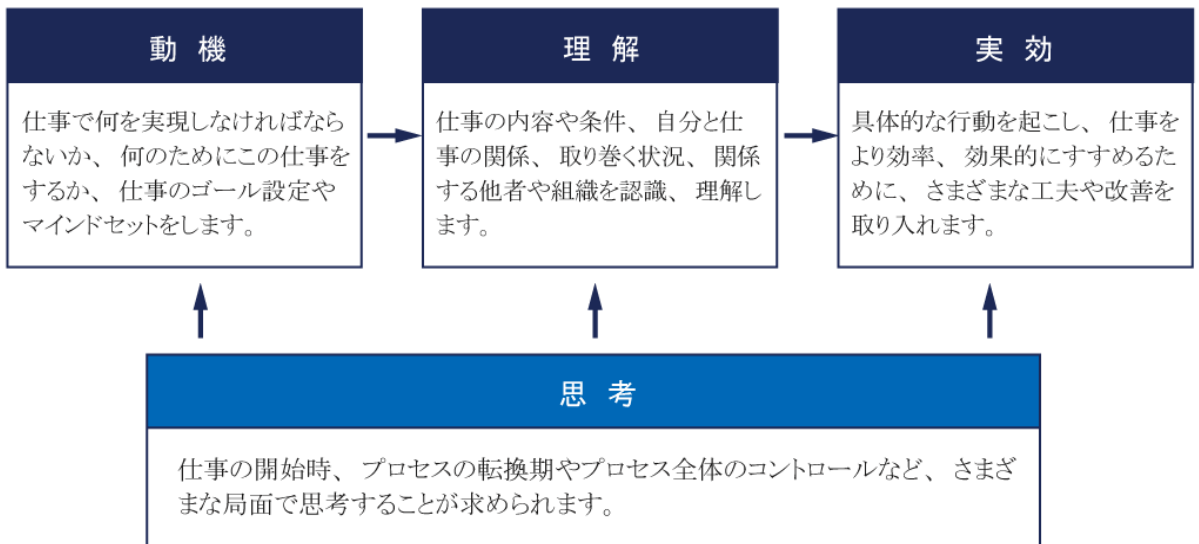 動機
仕事で何を実現しなければなら
ないか、何のためにこの仕事を
するか、仕事のゴール設定や
マインドセットをします。
理解
仕事の内容や条件、自分と仕
事の関係、取り巻く状況、関係
する他者や組織を認識、理解し
ます。
実効
具体的な行動を起こし、仕事を
より効率、効果的にすすめるた
めに、さまざまな工夫や改善を
取り入れます。
思考
仕事の開始時、プロセスの転換期やプロセス全体のコントロールなど、さまざ
まな局面で思考することが求められます。